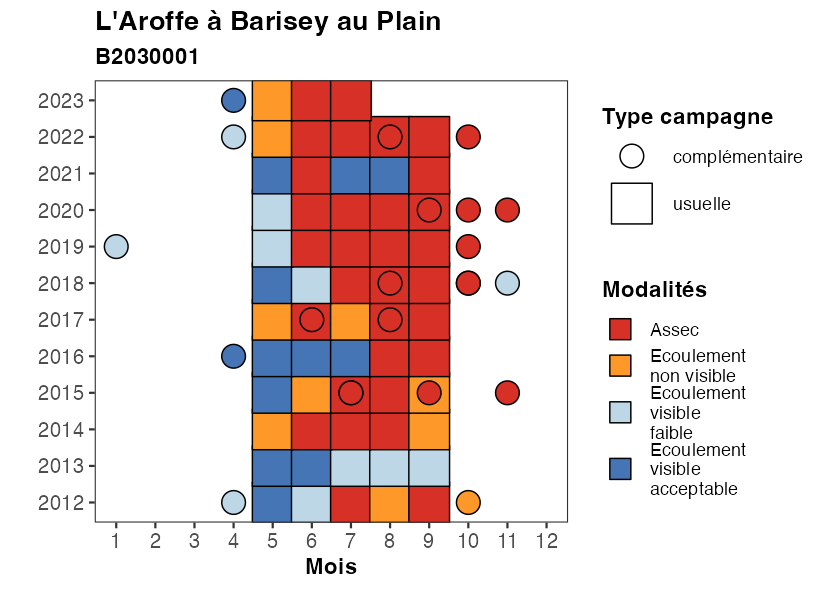 L'Aroffe à Barisey au Plain
B2030001
2023
2022
2021
2020
2019
2018
2017
2016
2015
2014
2013
2012
1 2 3 4 5 6 7 8 9 10 11 12
Mois
Type campagne
complémentaire
usuelle
Modalités
Assec
Ecoulement
non visible
Ecoulement
visible
faible
Ecoulement
visible
acceptable